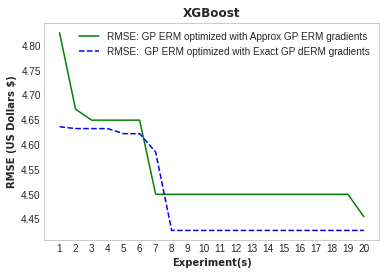 XGBoost
RMSE: GP ERM optimized with Approx GP ERM gradients
RMSE:  GP ERM optimized with Exact GP dERM gradients
RMSE (US Dollars $)
4.80
4.75
4.70
4.65
4.60
4.55
4.50
4.45
1 2 3 4 5 6 7 8 9 10 11 12 13 14 15 16 17 18 19 20
Experiment(s)